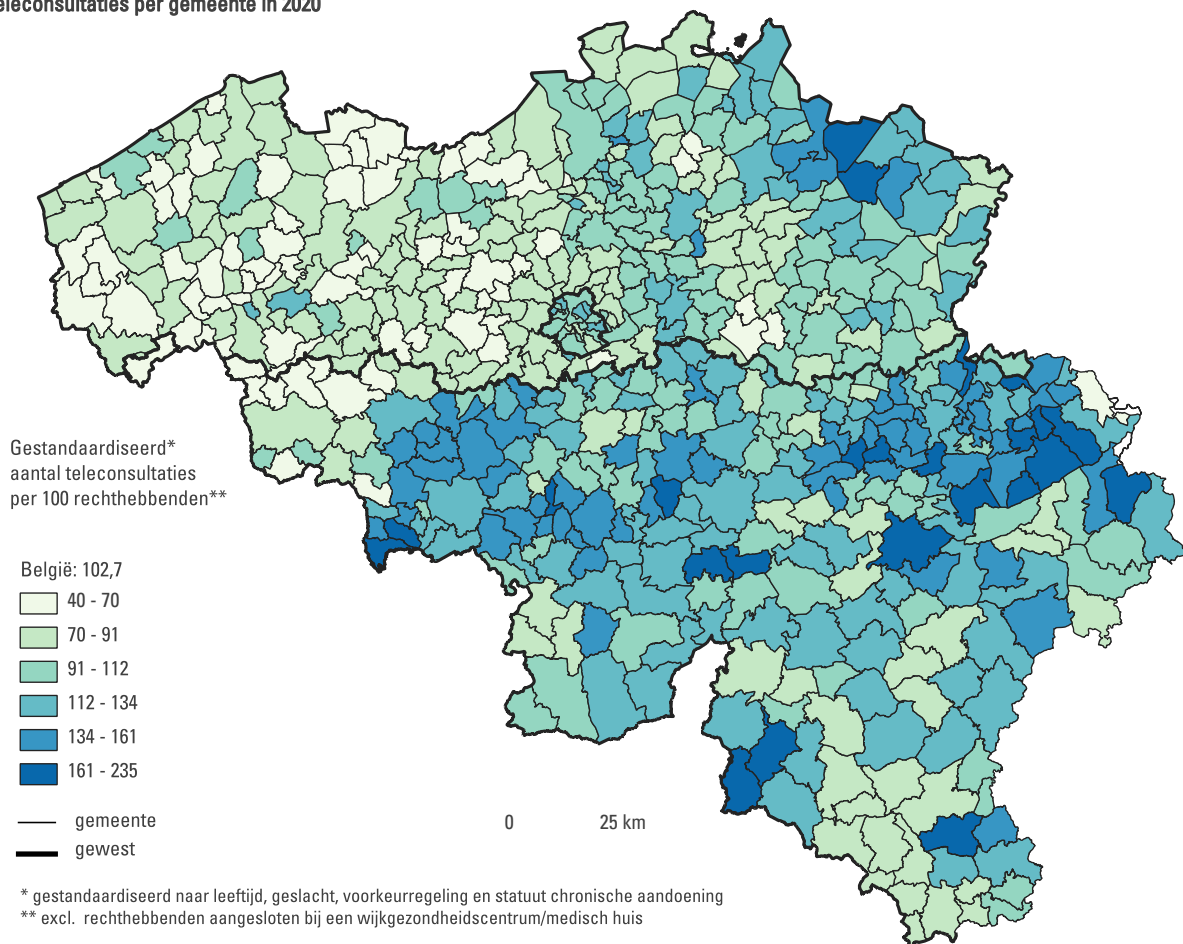 teleconsultaties per gemeente in 2020
Gestandaardiseerd*
aantal teleconsultaties
per 100 rechthebbenden**
België: 102,7
40 - 70
70 - 91
91 - 112
112 - 134
134 - 161
161 - 235
gemeente
gewest
0 25 km
* gestandaardiseerd naar leeftijd, geslacht, voorkeurregeling en statuut chronische aandoening
** excl. rechthebbenden aangesloten bij een wijkgezondheidscentrum/medisch huis